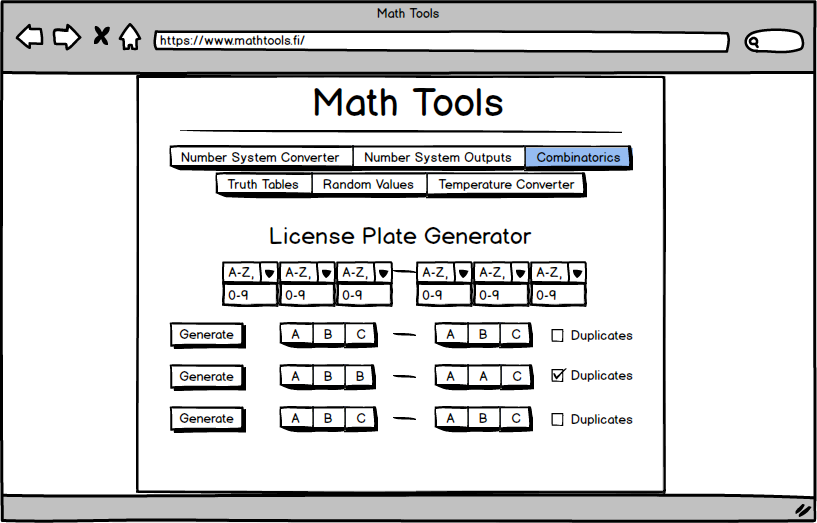 Math Tools
https://www.mathtools.fi/
Math Tools
Number System Converter Number System Outputs Combinatorics
Truth Tables Random Values Temperature Converter
License Plate Generator
A-Z, A-Z, A-Z, A-Z, A-Z, A-Z,
0-9 0-9 0-9 0-9 0-9 0-9
Generate A B C — A B C Duplicates
Generate A B B — A A C Duplicates
Generate A B C — A B C Duplicates